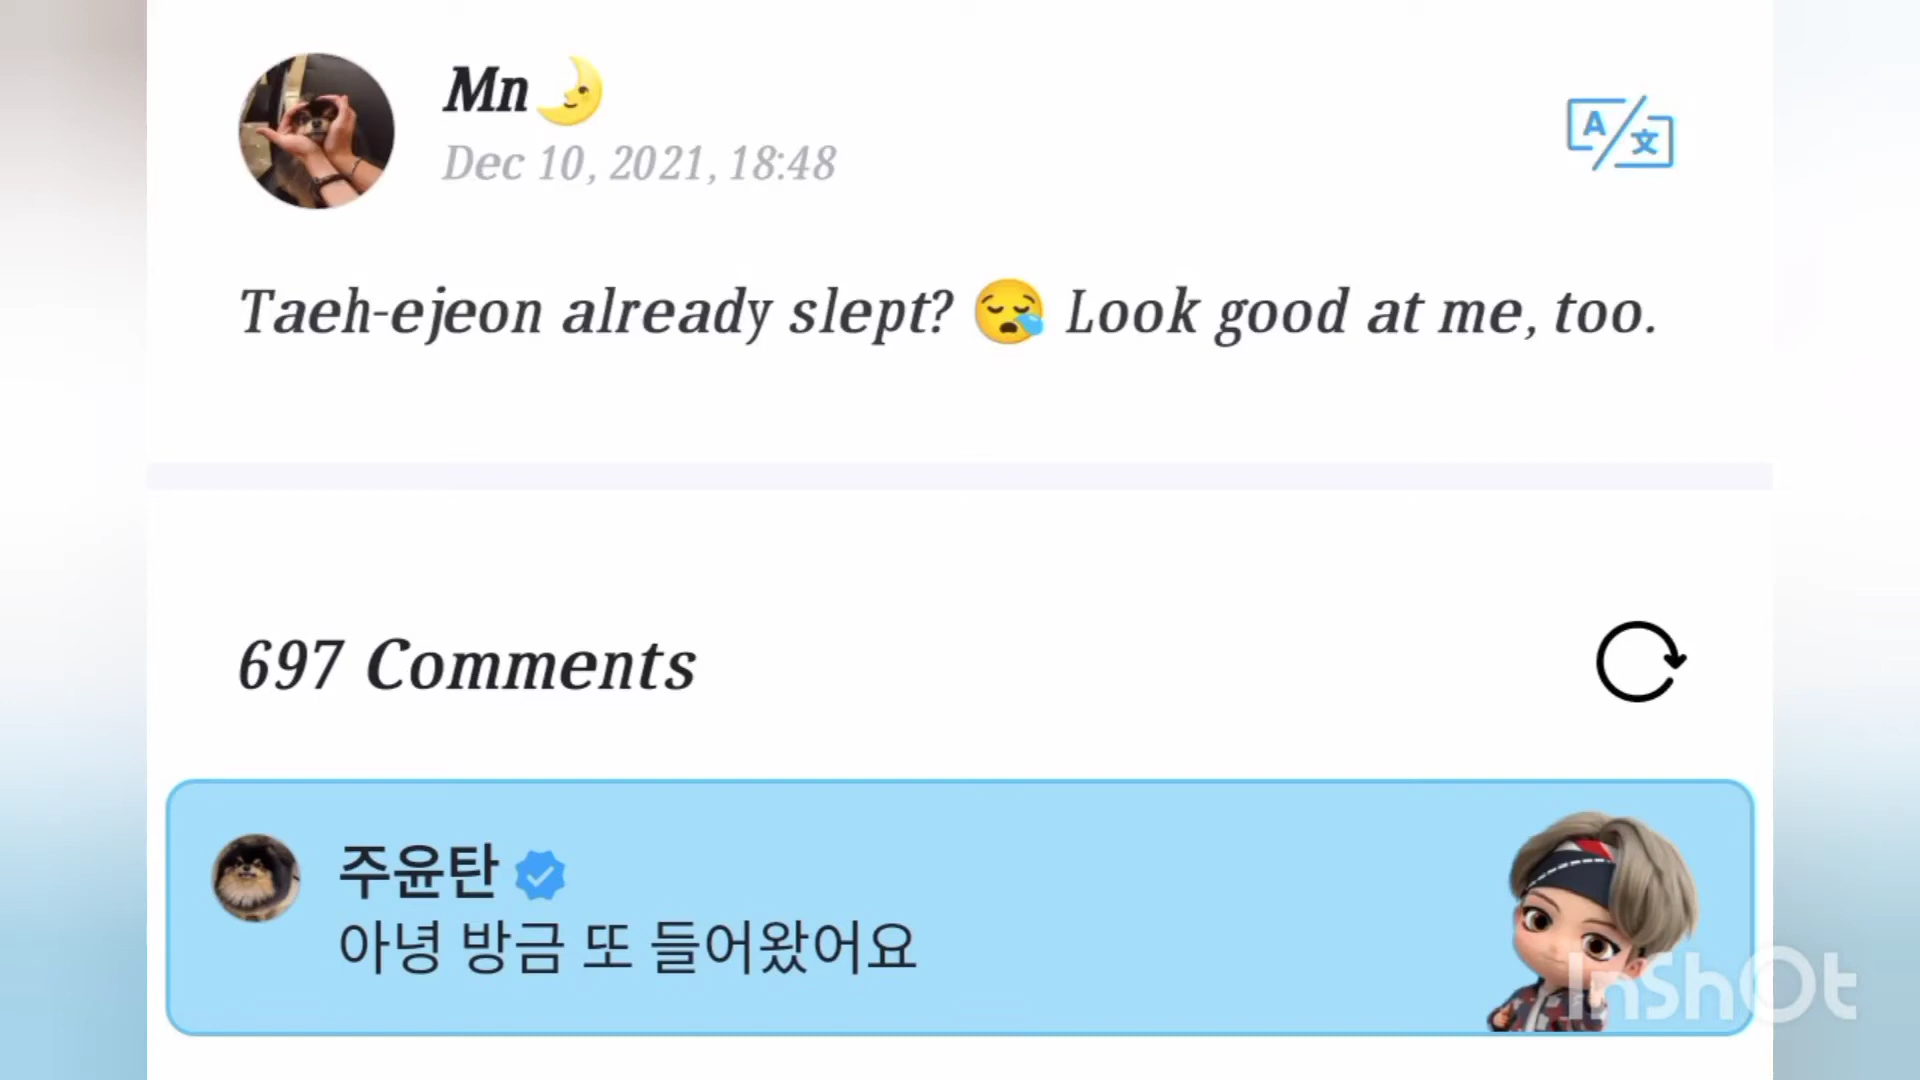 Mn🌛
Dec 10, 2021, 18:48
A/文
Taeh-ejeon already slept? 😪 Look good at me, too.
697 Comments
주윤탄
아녕 방금 또 들어왔어요
InShOt